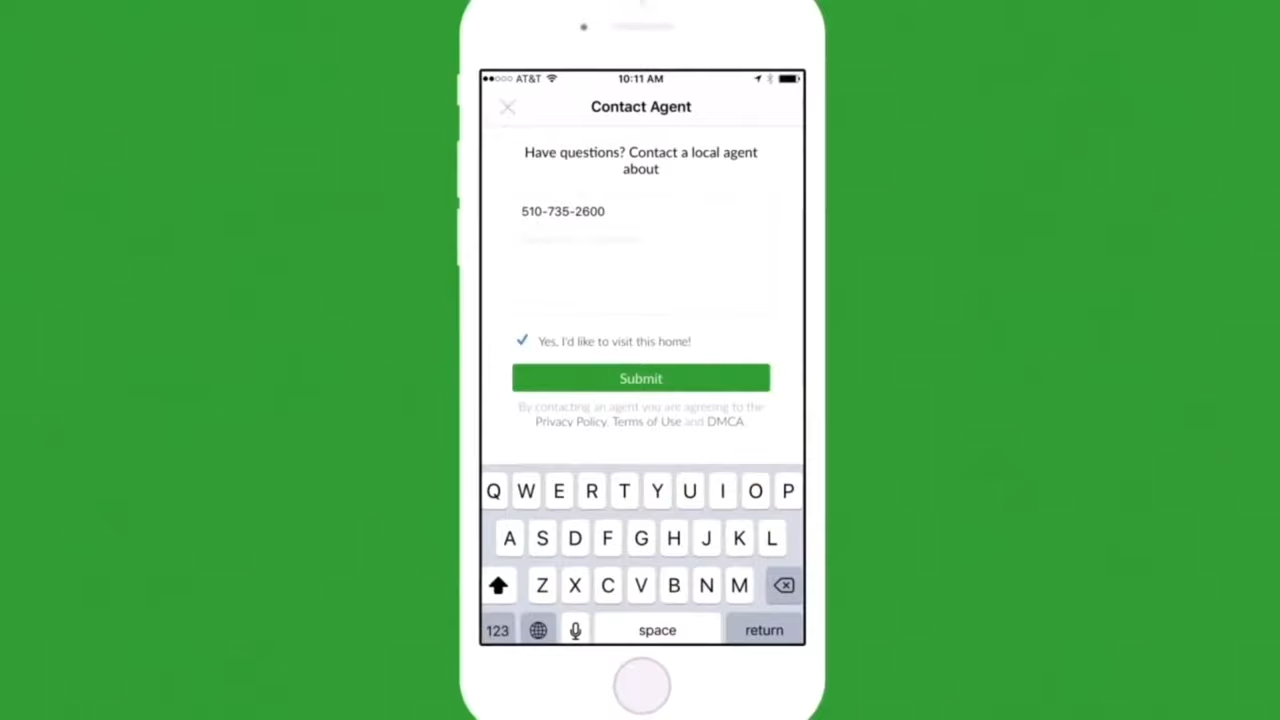 AT&T 10:11 AM
Contact Agent
Have questions? Contact a local agent
about
510-735-2600
Yes, I'd like to visit this home!
Submit
By contacting an agent you are agreeing to the
Privacy Policy, Terms of Use and DMCA
Q W E R T Y U I O P
A S D F G H J K L
Z X C V B N M
123 space return